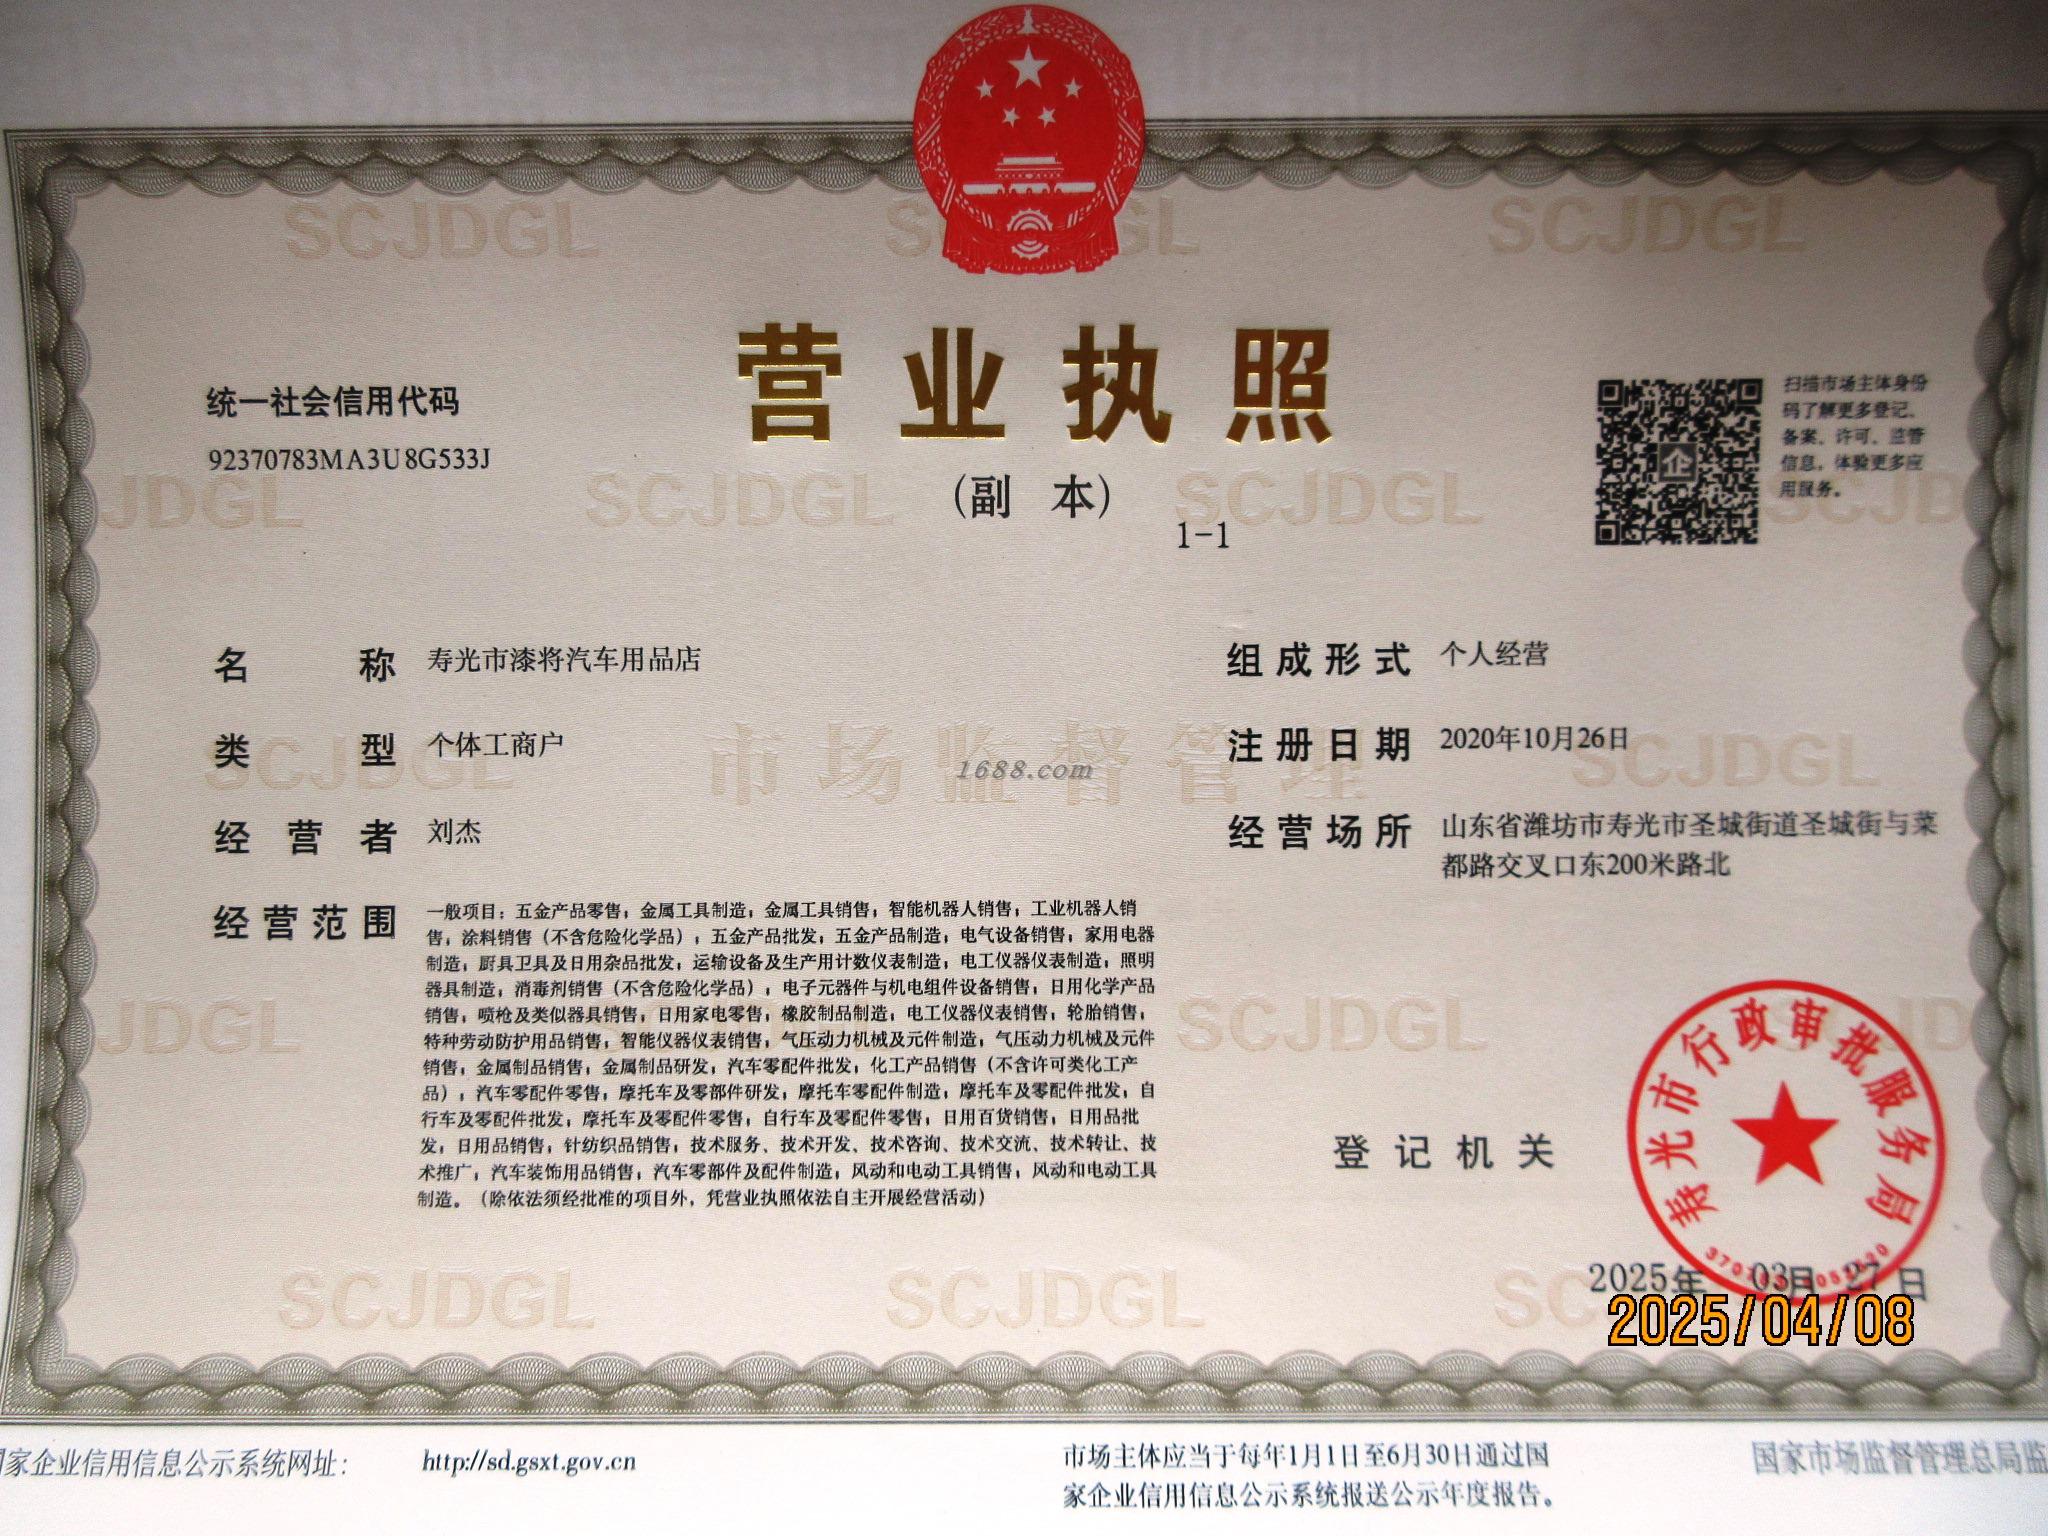 SCJDGL SCJDGL SCJDGL
营业执照
统一社会信用代码
92370783MA3U8G533J
扫描市场主体身份
码了解更多登记、
备案、许可、监管
信息，体验更多应
用服务。
(副 本)
1-1
名 称 寿光市漆将汽车用品店
类 型 个体工商户
经 营 者 刘杰
经营范围 一般项目：五金产品零售；金属工具制造；金属工具销售；智能机器人销售；工业机器人销
售；涂料销售（不含危险化学品）；五金产品批发；五金产品制造；电气设备销售；家用电器
制造；厨具卫具及日用杂品批发；运输设备及生产用计数仪表制造；电工仪器仪表制造；照明
器具制造；消毒剂销售（不含危险化学品）；电子元器件与机电组件设备销售；日用化学产品
销售；喷枪及类似器具销售；日用家电零售；橡胶制品制造；电工仪器仪表销售；轮胎销售；
特种劳动防护用品销售；智能仪器仪表销售；气压动力机械及元件制造；气压动力机械及元件
销售；金属制品销售；金属制品研发；汽车零配件批发；化工产品销售（不含许可类化工产
品）；汽车零配件零售；摩托车及零部件研发；摩托车零配件制造；摩托车及零配件批发；自
行车及零配件批发；摩托车及零配件零售；自行车及零配件零售；日用百货销售；日用品批
发；日用品销售；针纺织品销售；技术服务、技术开发、技术咨询、技术交流、技术转让、技
术推广；汽车装饰用品销售；汽车零部件及配件制造；风动和电动工具销售；风动和电动工具
制造。（除依法须经批准的项目外，凭营业执照依法自主开展经营活动）
组成形式 个人经营
注册日期 2020年10月26日
经营场所 山东省潍坊市寿光市圣城街道圣城街与菜
都路交叉口东200米路北
市场监督管理
1688.com
登记机关
寿光市行政审批服务局
2025年 03月 27日
2025/04/08
国家企业信用信息公示系统网址： http://sd.gsxt.gov.cn
市场主体应当于每年1月1日至6月30日通过国
家企业信用信息公示系统报送公示年度报告。
国家市场监督管理总局监